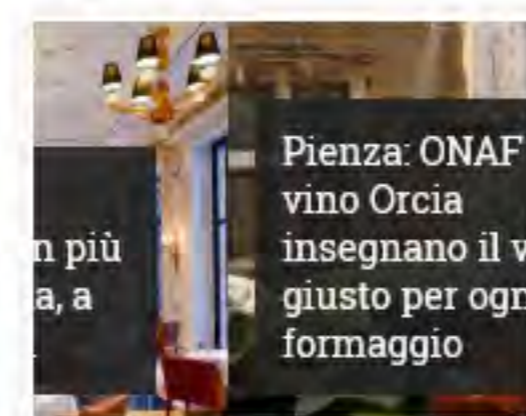 n più
a, a
Pienza: ONAF
vino Orcia
insegnano il v
giusto per ogn
formaggio